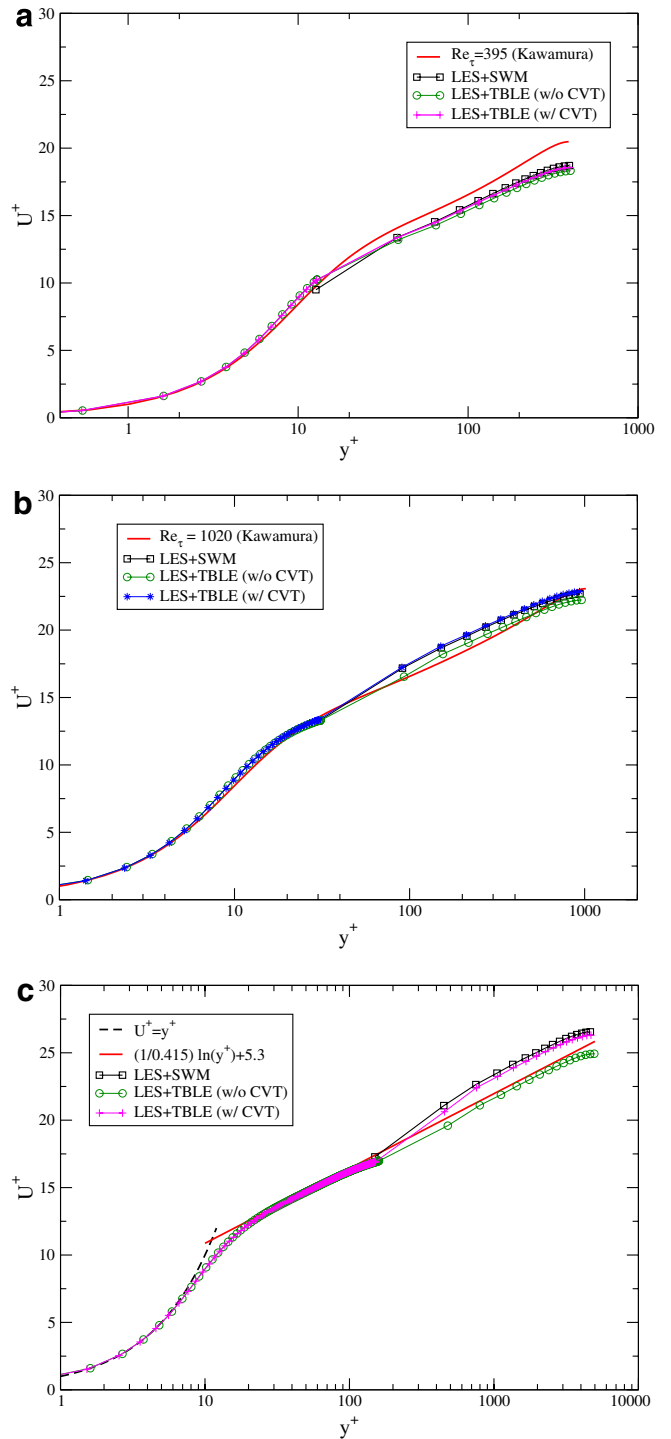 a
30
25
20
15
10
5
0
U+
1
10
100
1000
y+
Reτ=395 (Kawamura)
LES+SWM
LES+TBLE (w/o CVT)
LES+TBLE (w/ CVT)
b
30
25
20
15
10
5
0
U+
1
10
100
1000
y+
Reτ = 1020 (Kawamura)
LES+SWM
LES+TBLE (w/o CVT)
LES+TBLE (w/ CVT)
c
30
25
20
15
10
5
0
U+
1
10
100
1000
10000
y+
U+=y+
(1/0.415) ln(y+)+5.3
LES+SWM
LES+TBLE (w/o CVT)
LES+TBLE (w/ CVT)